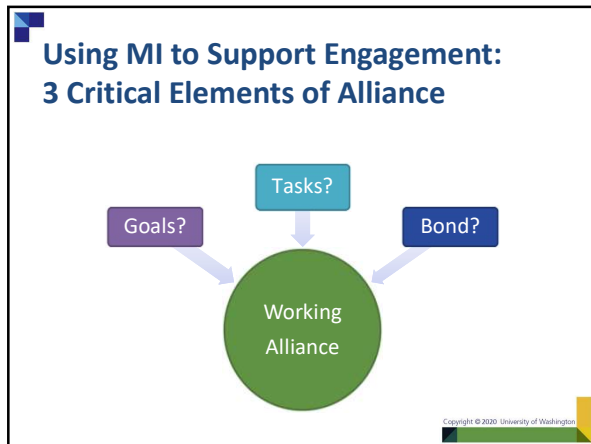 Using MI to Support Engagement:
3 Critical Elements of Alliance
Tasks?
Goals?
Bond?
Working
Alliance
Copyright © 2020 University of Washington